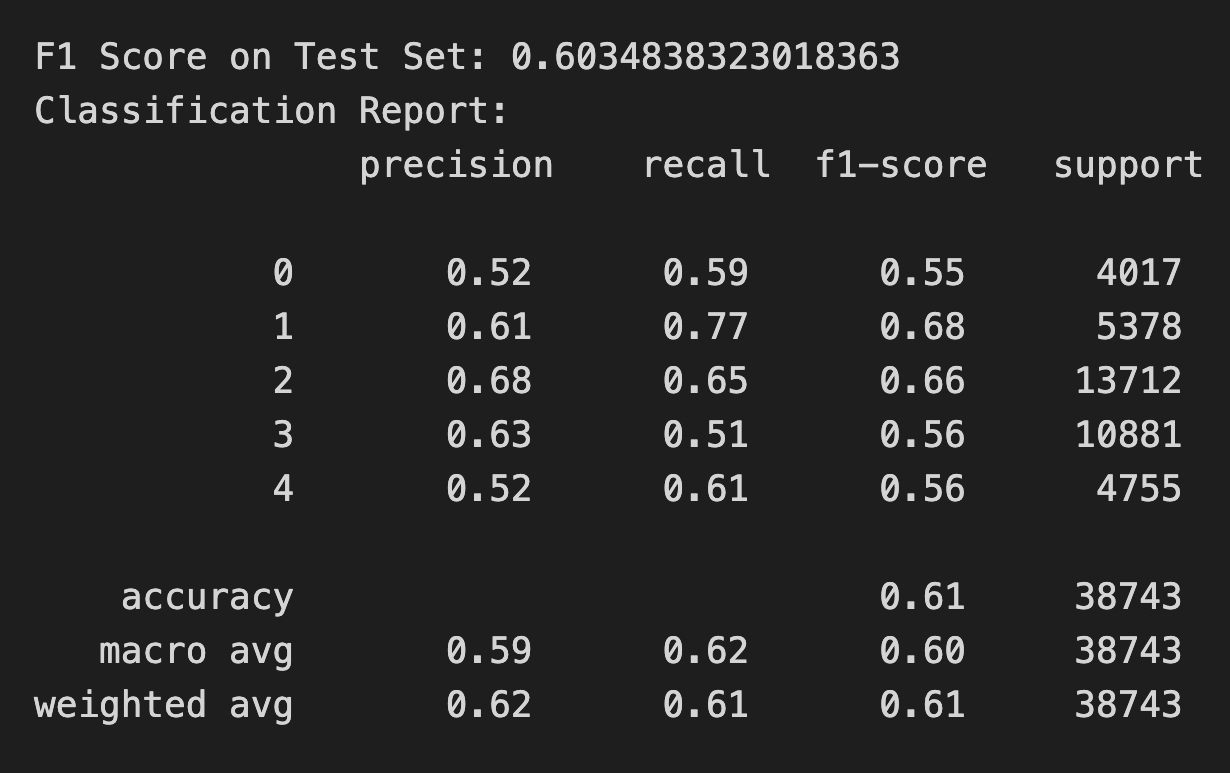 F1 Score on Test Set: 0.6034838323018363
Classification Report:
precision recall f1-score support
0 0.52 0.59 0.55 4017
1 0.61 0.77 0.68 5378
2 0.68 0.65 0.66 13712
3 0.63 0.51 0.56 10881
4 0.52 0.61 0.56 4755
accuracy 0.61 38743
macro avg 0.59 0.62 0.60 38743
weighted avg 0.62 0.61 0.61 38743